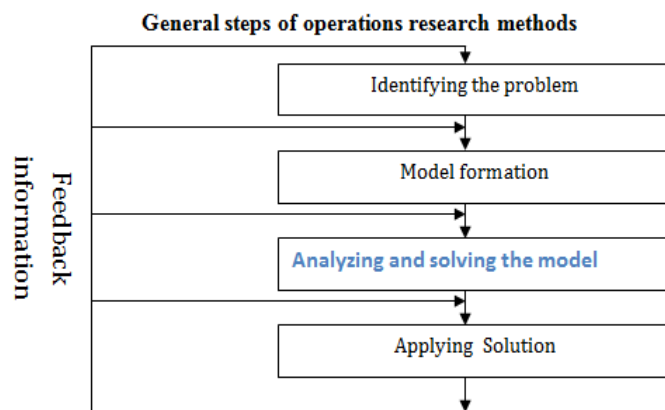 General steps of operations research methods
Identifying the problem
Model formation
Analyzing and solving the model
Applying Solution
Feedback
information